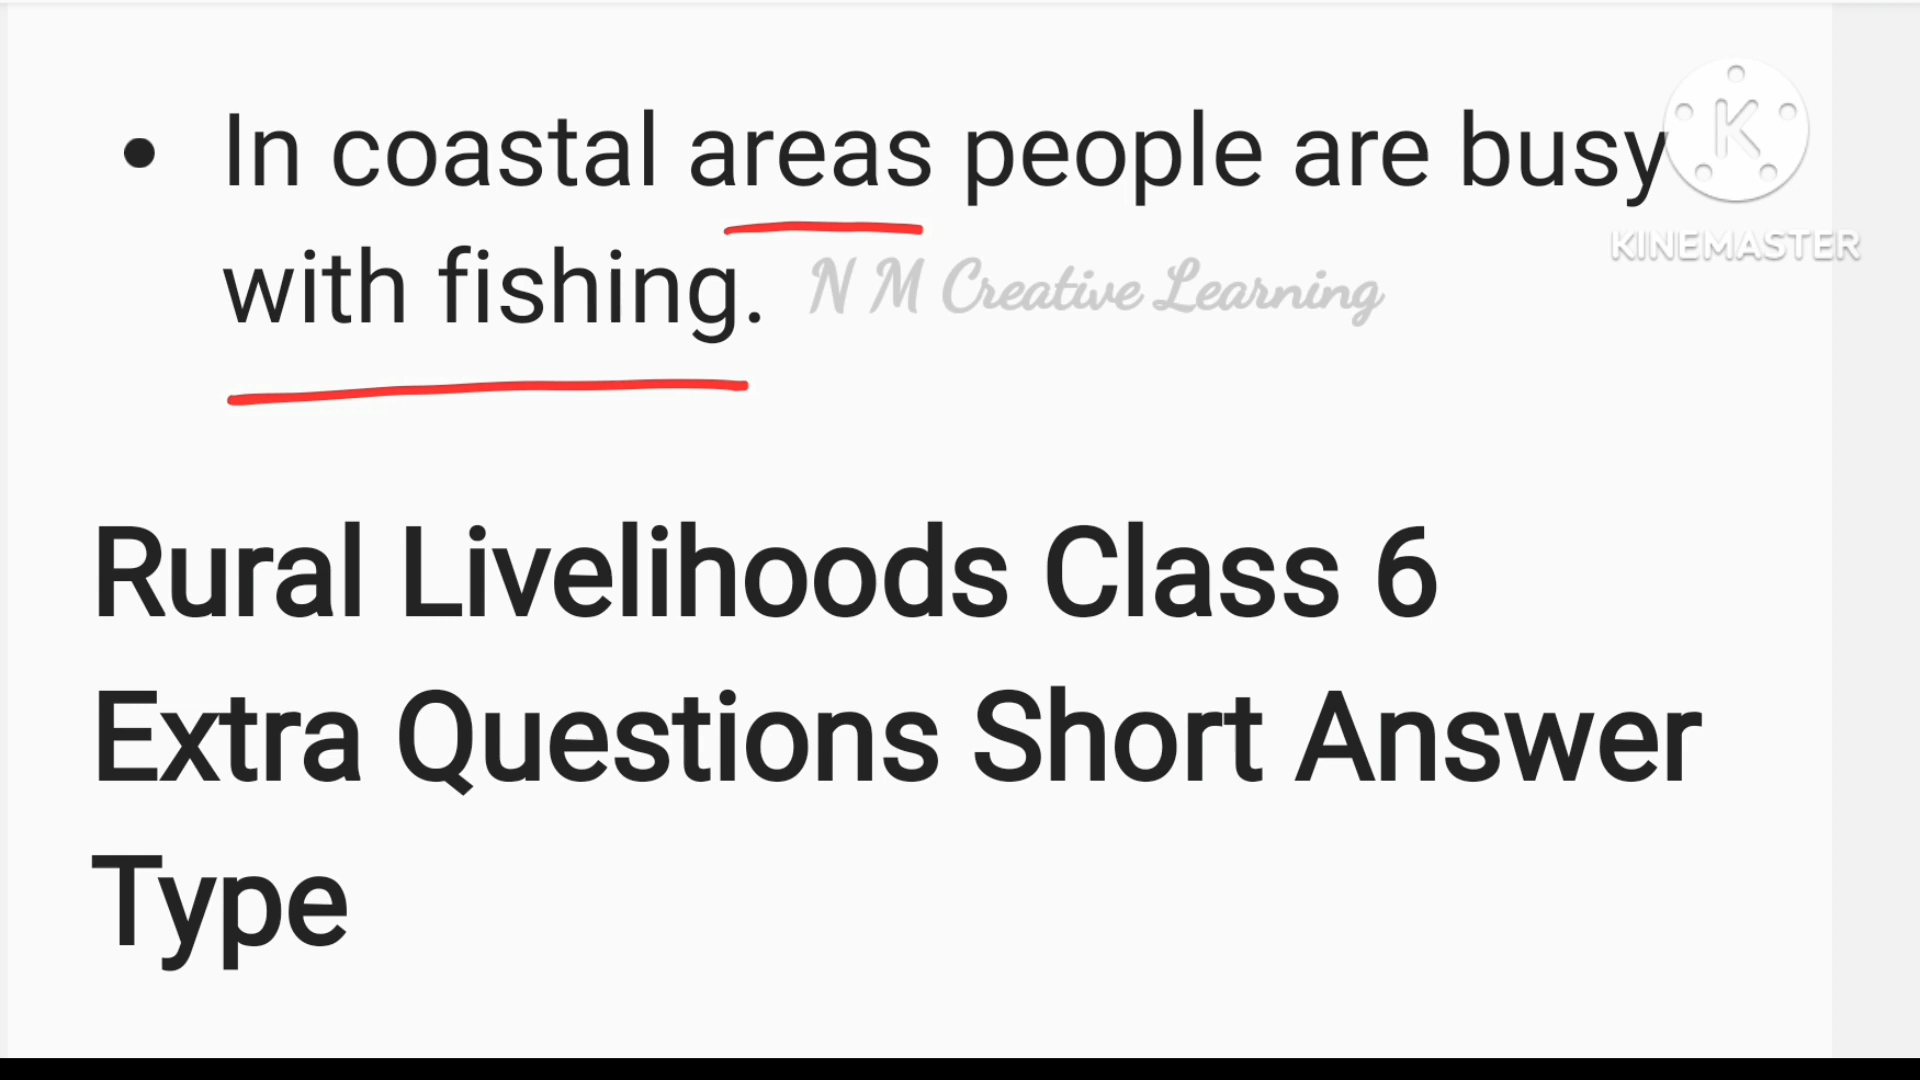 • In coastal areas people are busy
K
KINEMASTER
with fishing. N M Creative Learning
Rural Livelihoods Class 6
Extra Questions Short Answer
Type